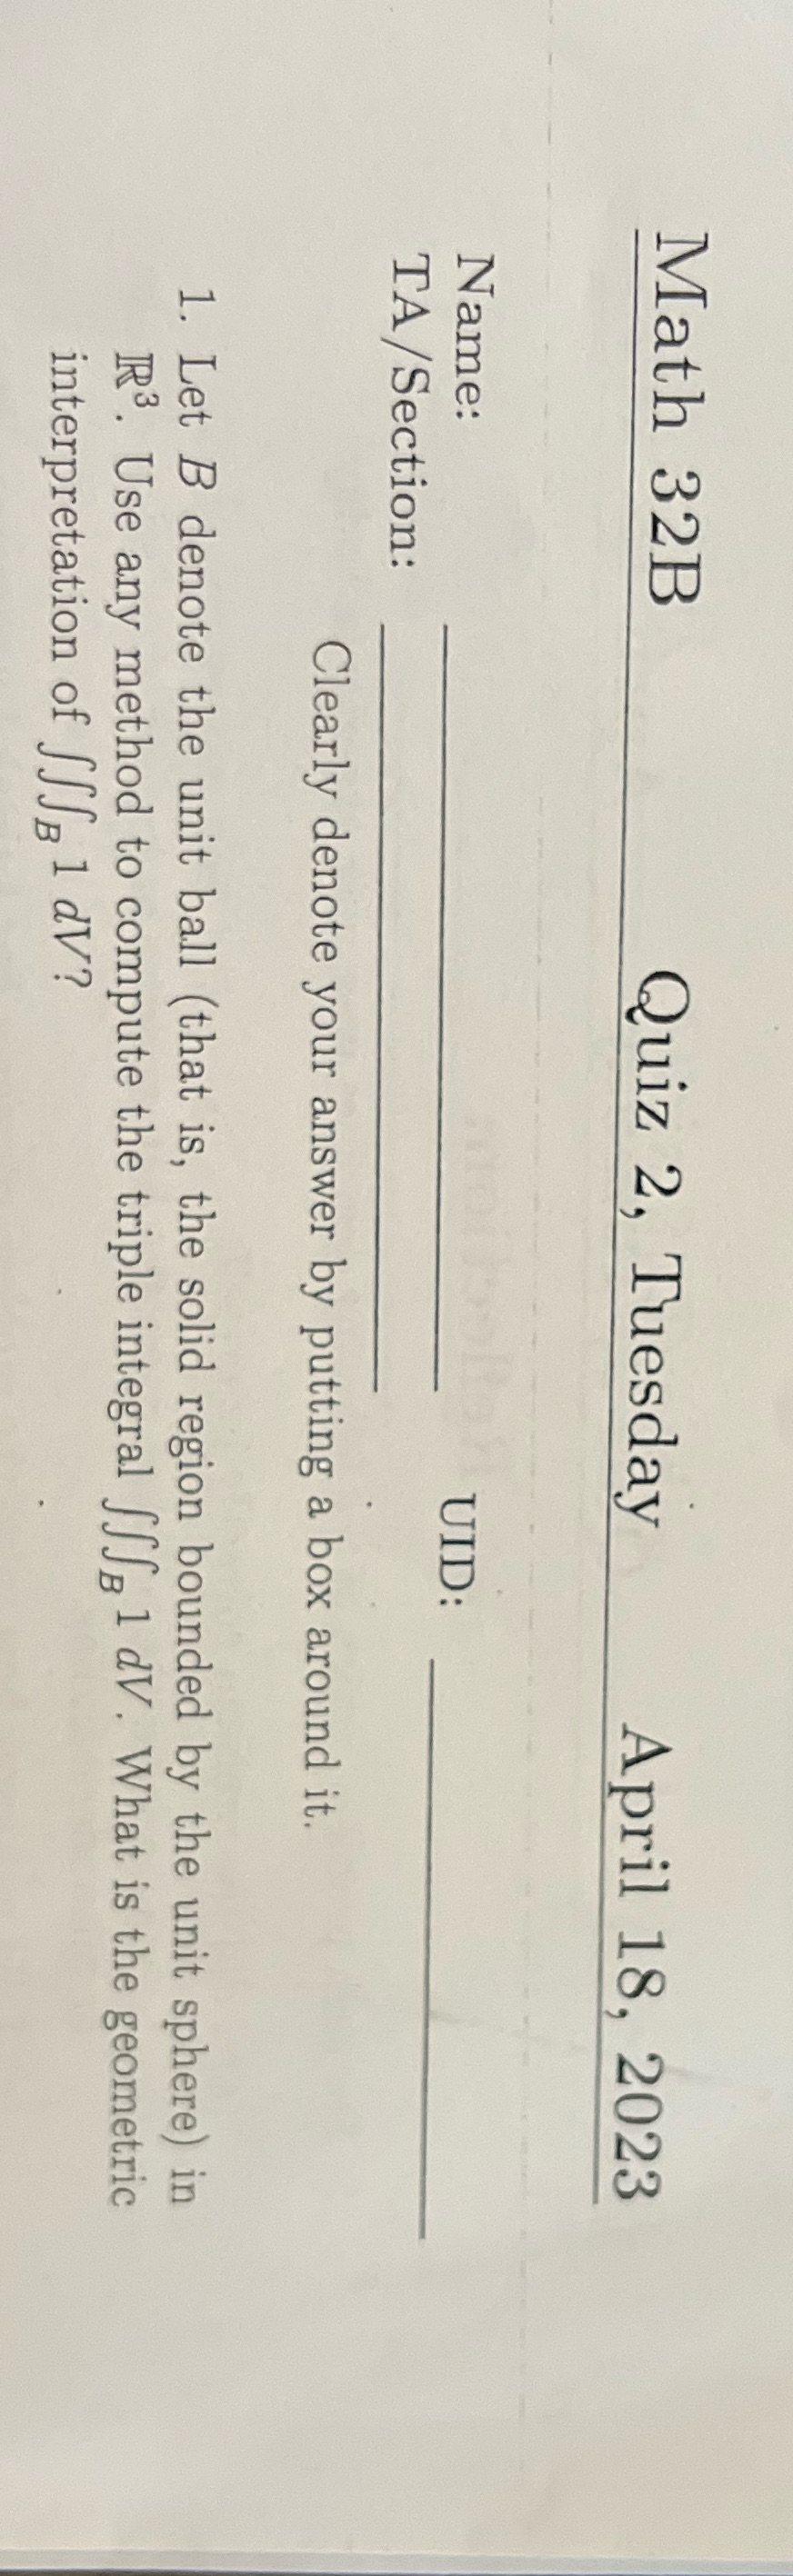 Math 32B Quiz 2, Tuesday April 18, 2023
Name: UID:
TA/Section:
Clearly denote your answer by putting a box around it.
1. Let B denote the unit ball (that is, the solid region bounded by the unit sphere) in
ℝ³. Use any method to compute the triple integral ∭_B 1 dV. What is the geometric
interpretation of ∭_B 1 dV?